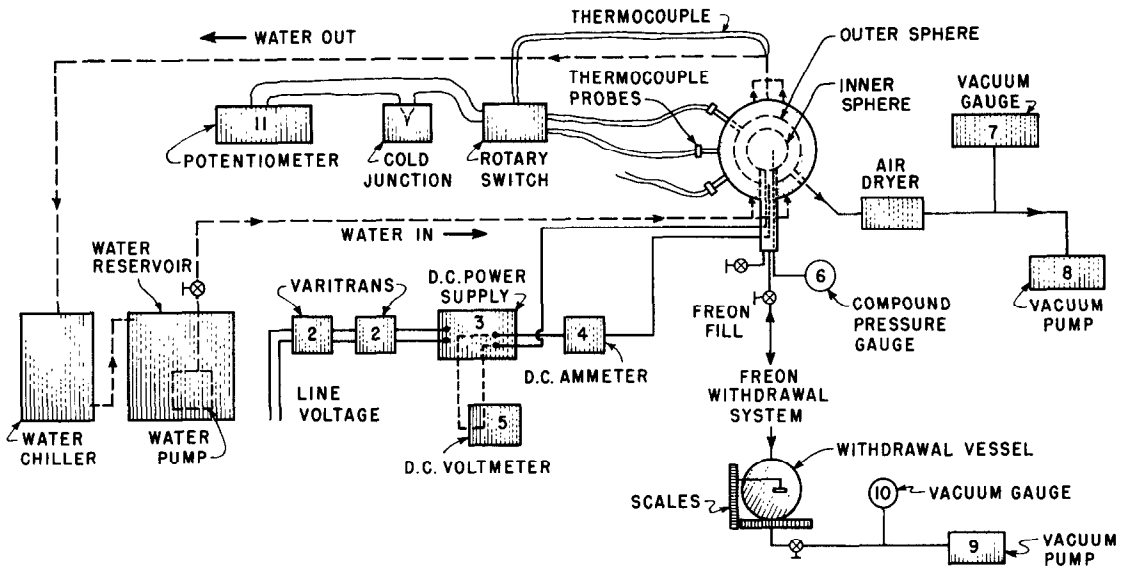 THERMOCOUPLE
WATER OUT
OUTER SPHERE
THERMOCOUPLE
PROBES
INNER
SPHERE
VACUUM
GAUGE
7
11
POTENTIOMETER
COLD
JUNCTION
ROTARY
SWITCH
AIR
DRYER
WATER IN
WATER
RESERVOIR
8
VACUUM
PUMP
VARITRANS
D.C. POWER
SUPPLY
6
COMPOUND
PRESSURE
GAUGE
FREON
FILL
2
2
3
4
D.C. AMMETER
LINE
VOLTAGE
FREON
WITHDRAWAL
SYSTEM
WATER
CHILLER
WATER
PUMP
5
D.C. VOLTMETER
WITHDRAWAL VESSEL
SCALES
10
VACUUM GAUGE
9
VACUUM
PUMP